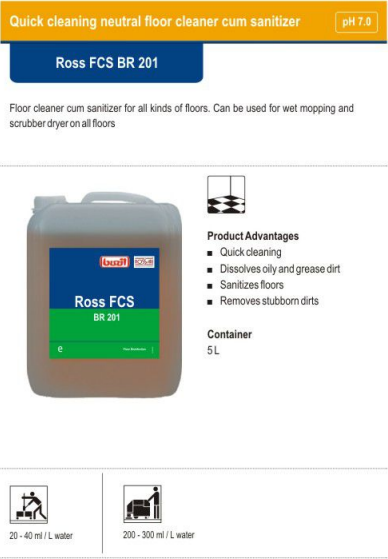 Quick cleaning neutral floor cleaner cum sanitizer
pH 7.0
Ross FCS BR 201
Floor cleaner cum sanitizer for all kinds of floors. Can be used for wet mopping and
scrubber dryer on all floors
buzil
Ross FCS
BR 201
Product Advantages
■ Quick cleaning
■ Dissolves oily and grease dirt
■ Sanitizes floors
■ Removes stubborn dirts
Container
5 L
20 - 40 ml / L water
200 - 300 ml / L water